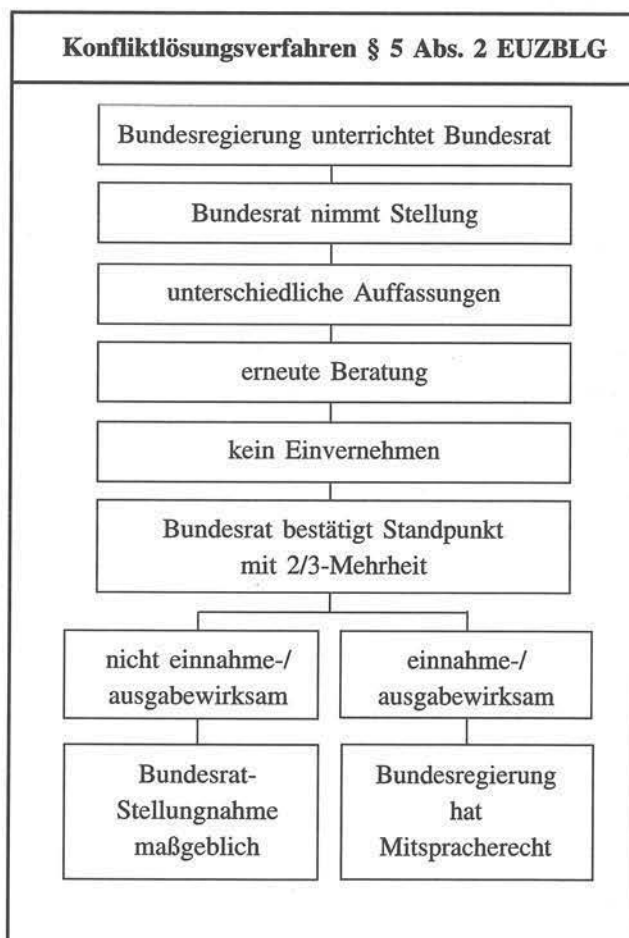 Konfliktlösungsverfahren § 5 Abs. 2 EUZBLG
Bundesregierung unterrichtet Bundesrat
Bundesrat nimmt Stellung
unterschiedliche Auffassungen
erneute Beratung
kein Einvernehmen
Bundesrat bestätigt Standpunkt
mit 2/3-Mehrheit
nicht einnahme-/
ausgabewirksam
einnahme-/
ausgabewirksam
Bundesrat-
Stellungnahme
maßgeblich
Bundesregierung
hat
Mitspracherecht